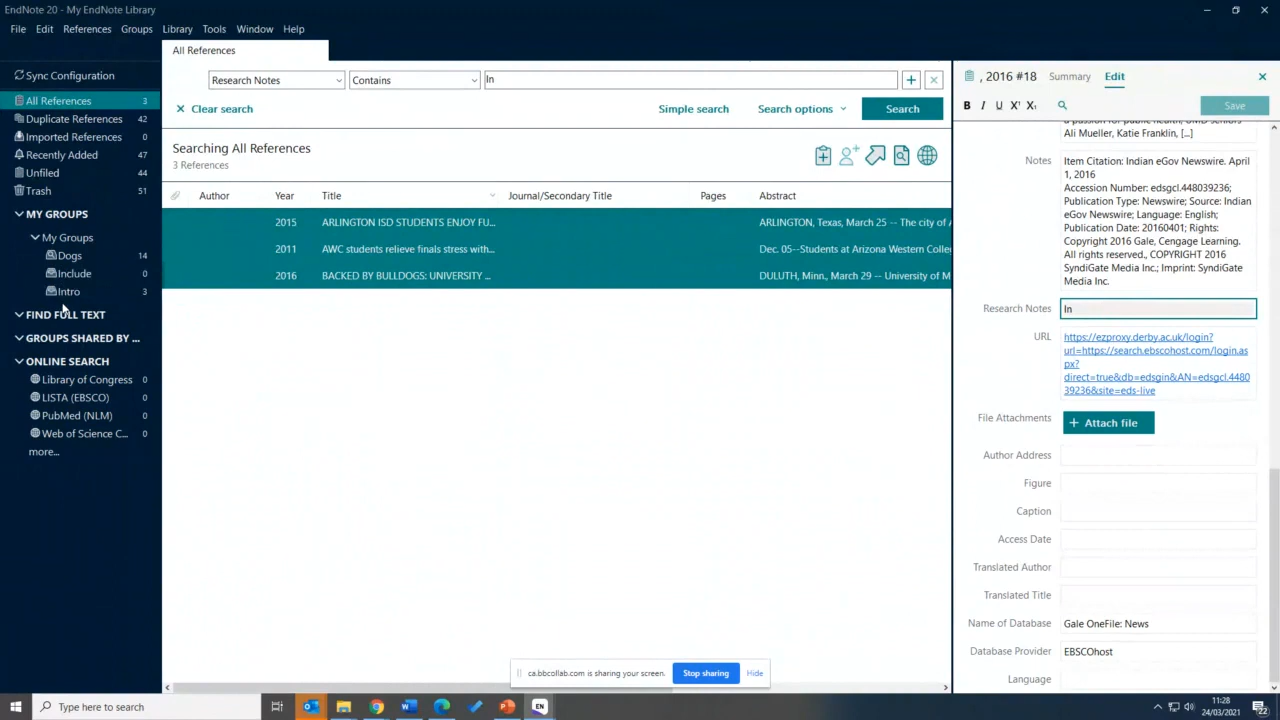 EndNote 20 - My EndNote Library
File Edit References Groups Library Tools Window Help
Sync Configuration
All References 3
Duplicate References 42
Imported References 0
Recently Added 47
Unfiled 44
Trash 51
MY GROUPS
My Groups
Dogs 14
Include 0
Intro 3
FIND FULL TEXT
GROUPS SHARED BY ...
ONLINE SEARCH
Library of Congress 0
LISTA (EBSCO) 0
PubMed (NLM) 0
Web of Science C... 0
more...
All References
Research Notes Contains In
Clear search Simple search Search options Search
Searching All References
3 References
Author Year Title Journal/Secondary Title Pages Abstract
2015 ARLINGTON ISD STUDENTS ENJOY FU... ARLINGTON, Texas, March 25 -- The city of A
2011 AWC students relieve finals stress with... Dec. 05--Students at Arizona Western Colleg
2016 BACKED BY BULLDOGS: UNIVERSITY ... DULUTH, Minn., March 29 -- University of M
, 2016 #18 Summary Edit
B I U X¹ X₁ Save
a passion for public health, UMD seniors
Ali Mueller, Katie Franklin, [...]
Notes Item Citation: Indian eGov Newswire. April
1, 2016
Accession Number: edsgcl.448039236;
Publication Type: Newswire; Source: Indian
eGov Newswire; Language: English;
Publication Date: 20160401; Rights:
Copyright 2016 Gale, Cengage Learning.
All rights reserved., COPYRIGHT 2016
SyndiGate Media Inc.; Imprint: SyndiGate
Media Inc.
Research Notes In
URL https://ezproxy.derby.ac.uk/login?
url=https://search.ebscohost.com/login.as
px?
direct=true&db=edsgin&AN=edsgcl.4480
39236&site=eds-live
File Attachments + Attach file
Author Address
Figure
Caption
Access Date
Translated Author
Translated Title
Name of Database Gale OneFile: News
Database Provider EBSCOhost
Language
ca.bbcollab.com is sharing your screen. Stop sharing Hide
Type here to search
EN
11:28
24/03/2021
22